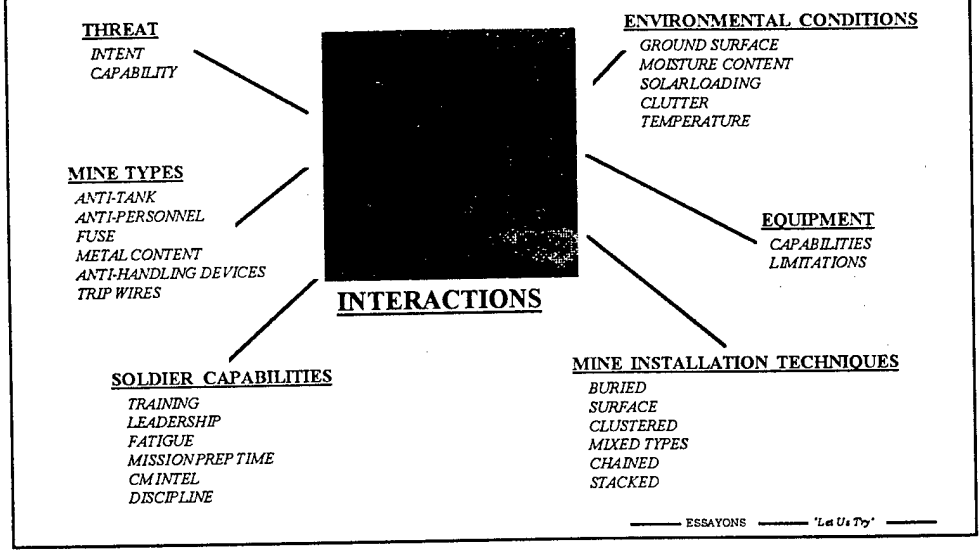 THREAT
INTENT
CAPABILITY
ENVIRONMENTAL CONDITIONS
GROUND SURFACE
MOISTURE CONTENT
SOLAR LOADING
CLUTTER
TEMPERATURE
MINE TYPES
ANTI-TANK
ANTI-PERSONNEL
FUSE
METAL CONTENT
ANTI-HANDLING DEVICES
TRIP WIRES
EQUIPMENT
CAPABILITIES
LIMITATIONS
INTERACTIONS
SOLDIER CAPABILITIES
TRAINING
LEADERSHIP
FATIGUE
MISSION PREP TIME
CM INTEL
DISCIPLINE
MINE INSTALLATION TECHNIQUES
BURIED
SURFACE
CLUSTERED
MIXED TYPES
CHAINED
STACKED
ESSAYONS "Let Us Try"